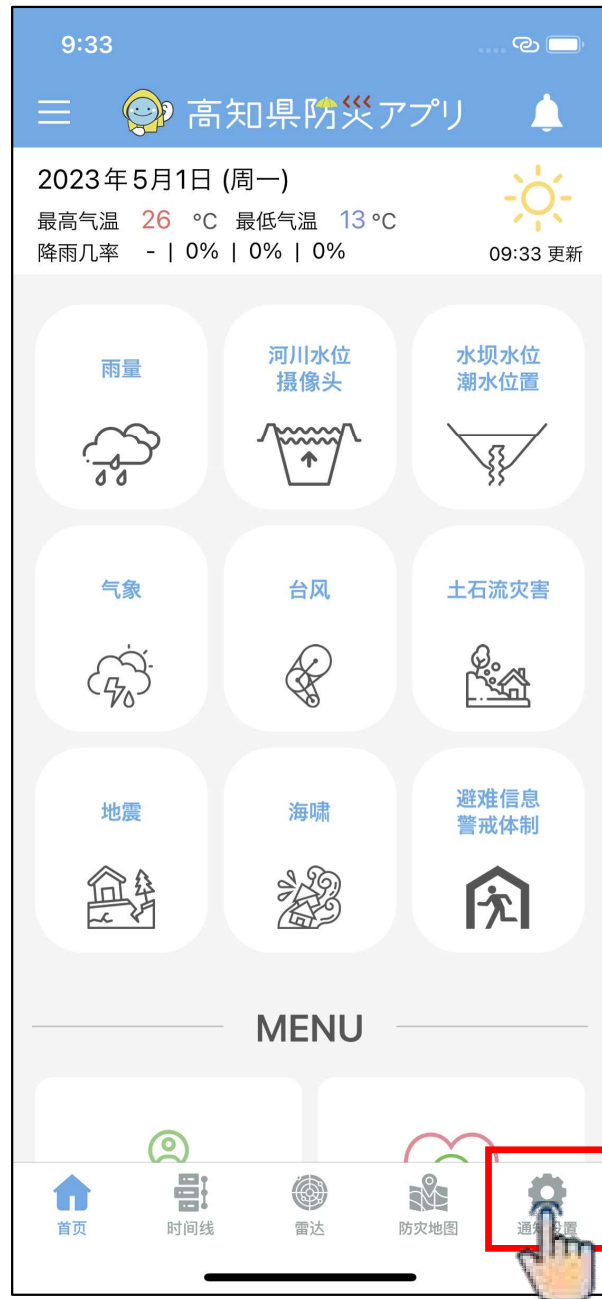 9:33
高知県防災アプリ
2023年5月1日 (周一)
最高气温 26 °C 最低气温 13 °C
降雨几率 - | 0% | 0% | 0%
09:33 更新
雨量
河川水位
摄像头
水坝水位
潮水位置
气象
台风
土石流灾害
地震
海啸
避难信息
警戒体制
MENU
首页
时间线
雷达
防灾地图
通知设置